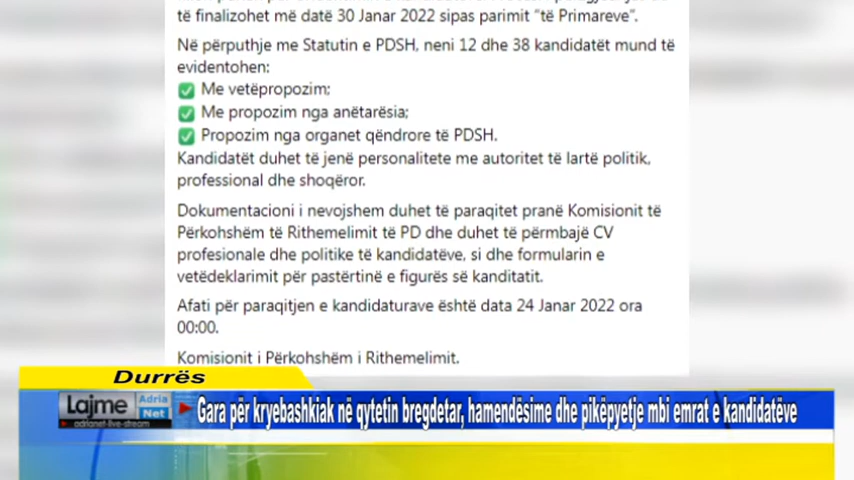 të finalizohet më datë 30 Janar 2022 sipas parimit "të Primareve".
Në përputhje me Statutin e PDSH, neni 12 dhe 38 kandidatët mund të
evidentohen:
Me vetëpropozim;
Me propozim nga anëtarësia;
Propozim nga organet qëndrore të PDSH.
Kandidatët duhet të jenë personalitete me autoritet të lartë politik,
professional dhe shoqëror.
Dokumentacioni i nevojshem duhet të paraqitet pranë Komisionit të
Përkohshëm të Rithemelimit të PD dhe duhet të përmbajë CV
profesionale dhe politike të kandidatëve, si dhe formularin e
vetëdeklarimit për pastërtinë e figurës së kanditatit.
Afati për paraqitjen e kandidaturave është data 24 Janar 2022 ora
00:00.
Komisionit i Përkohshëm i Rithemelimit.
Durrës
Lajme Adria Net
adrianet-live-stream
Gara për kryebashkiak në qytetin bregdetar, hamendësime dhe pikëpyetje mbi emrat e kandidatëve